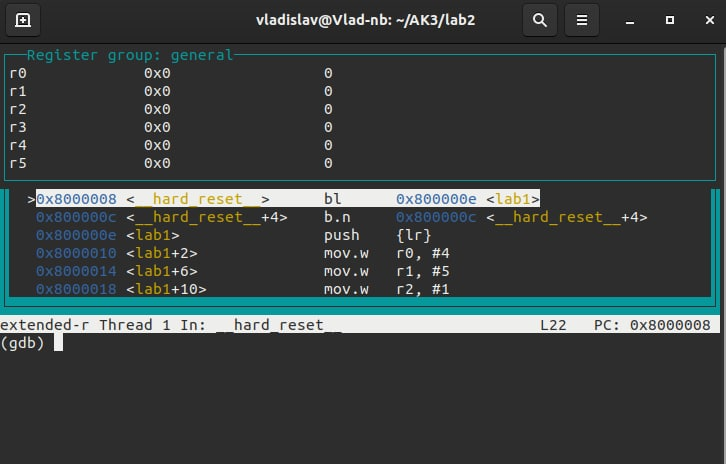 vladislav@Vlad-nb: ~/AK3/lab2
Register group: general
r0 0x0 0
r1 0x0 0
r2 0x0 0
r3 0x0 0
r4 0x0 0
r5 0x0 0
>0x8000008 <__hard_reset__> bl 0x800000e <lab1>
0x800000c <__hard_reset__+4> b.n 0x800000c <__hard_reset__+4>
0x800000e <lab1> push {lr}
0x8000010 <lab1+2> mov.w r0, #4
0x8000014 <lab1+6> mov.w r1, #5
0x8000018 <lab1+10> mov.w r2, #1
extended-r Thread 1 In: __hard_reset__ L22 PC: 0x8000008
(gdb)